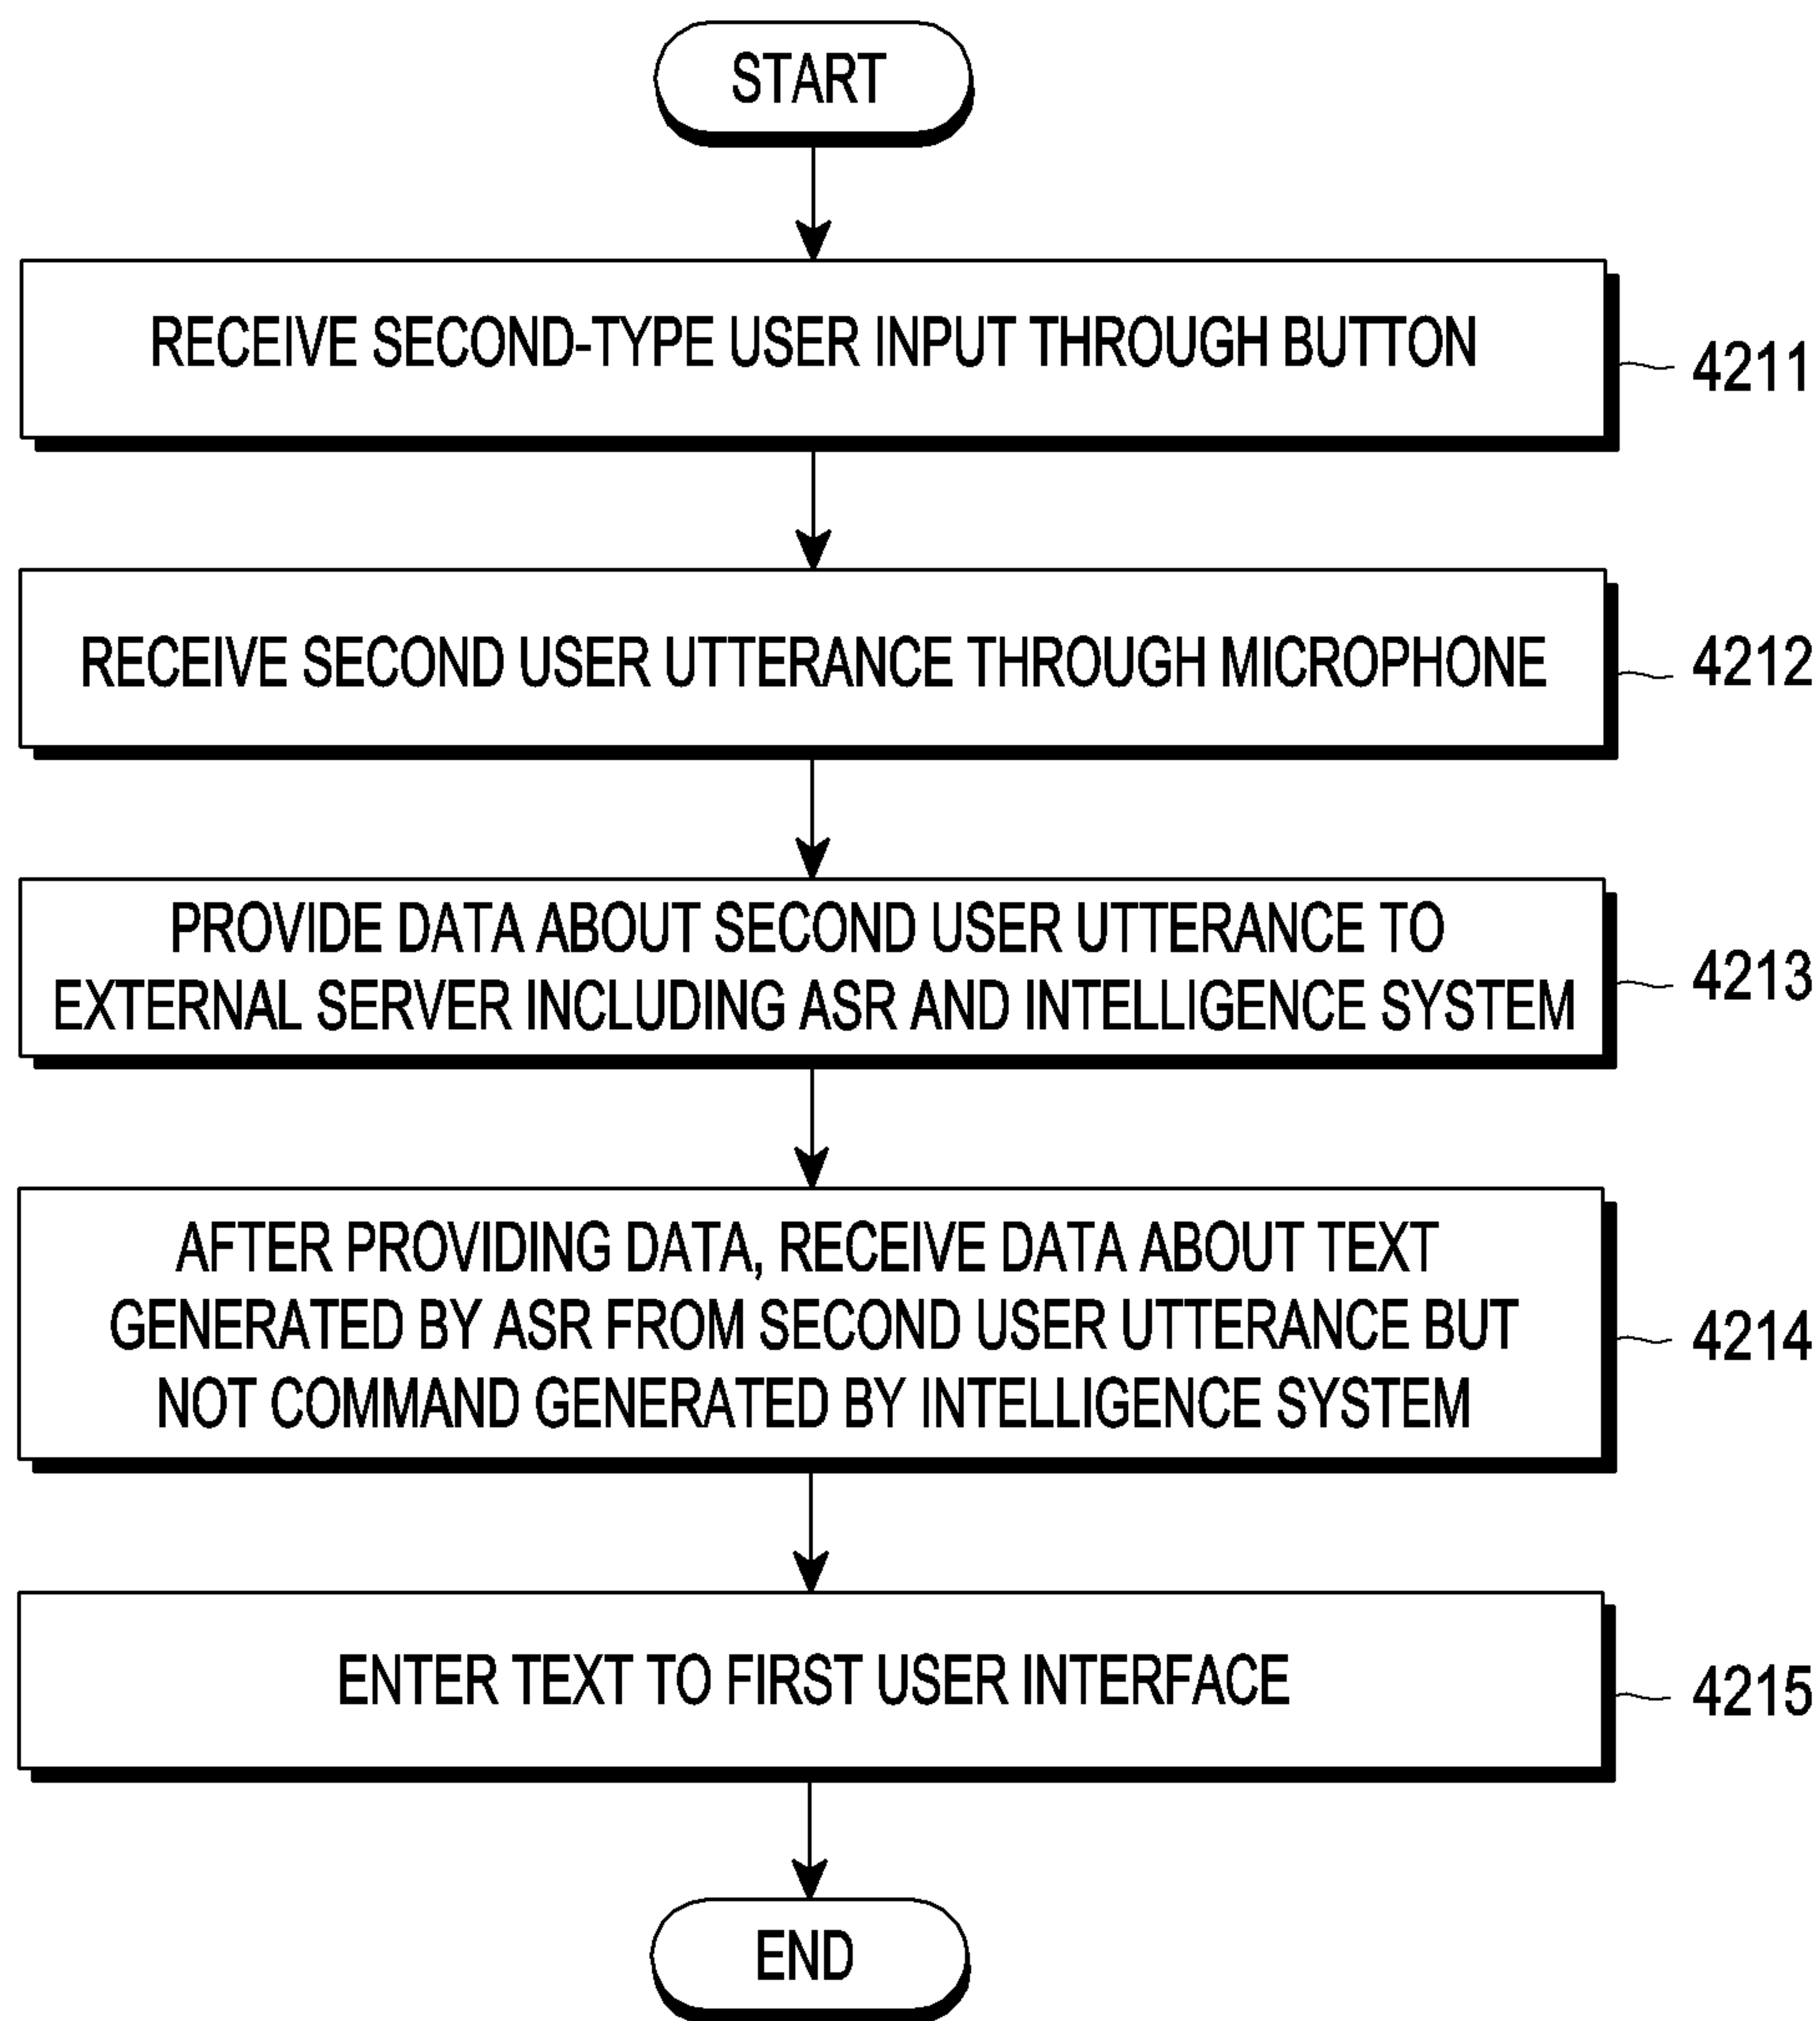 START
RECEIVE SECOND-TYPE USER INPUT THROUGH BUTTON
4211
RECEIVE SECOND USER UTTERANCE THROUGH MICROPHONE
4212
PROVIDE DATA ABOUT SECOND USER UTTERANCE TO
EXTERNAL SERVER INCLUDING ASR AND INTELLIGENCE SYSTEM
4213
AFTER PROVIDING DATA, RECEIVE DATA ABOUT TEXT
GENERATED BY ASR FROM SECOND USER UTTERANCE BUT
NOT COMMAND GENERATED BY INTELLIGENCE SYSTEM
4214
ENTER TEXT TO FIRST USER INTERFACE
4215
END